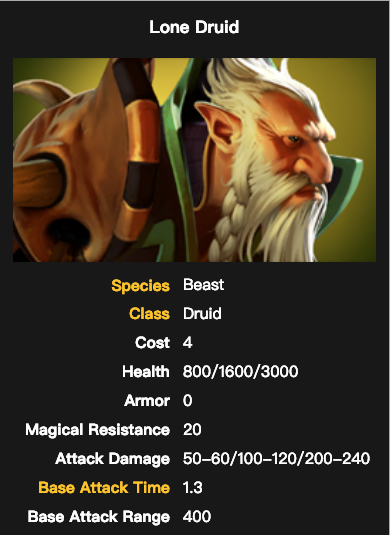 Lone Druid
Species Beast
Class Druid
Cost 4
Health 800/1600/3000
Armor 0
Magical Resistance 20
Attack Damage 50–60/100–120/200–240
Base Attack Time 1.3
Base Attack Range 400